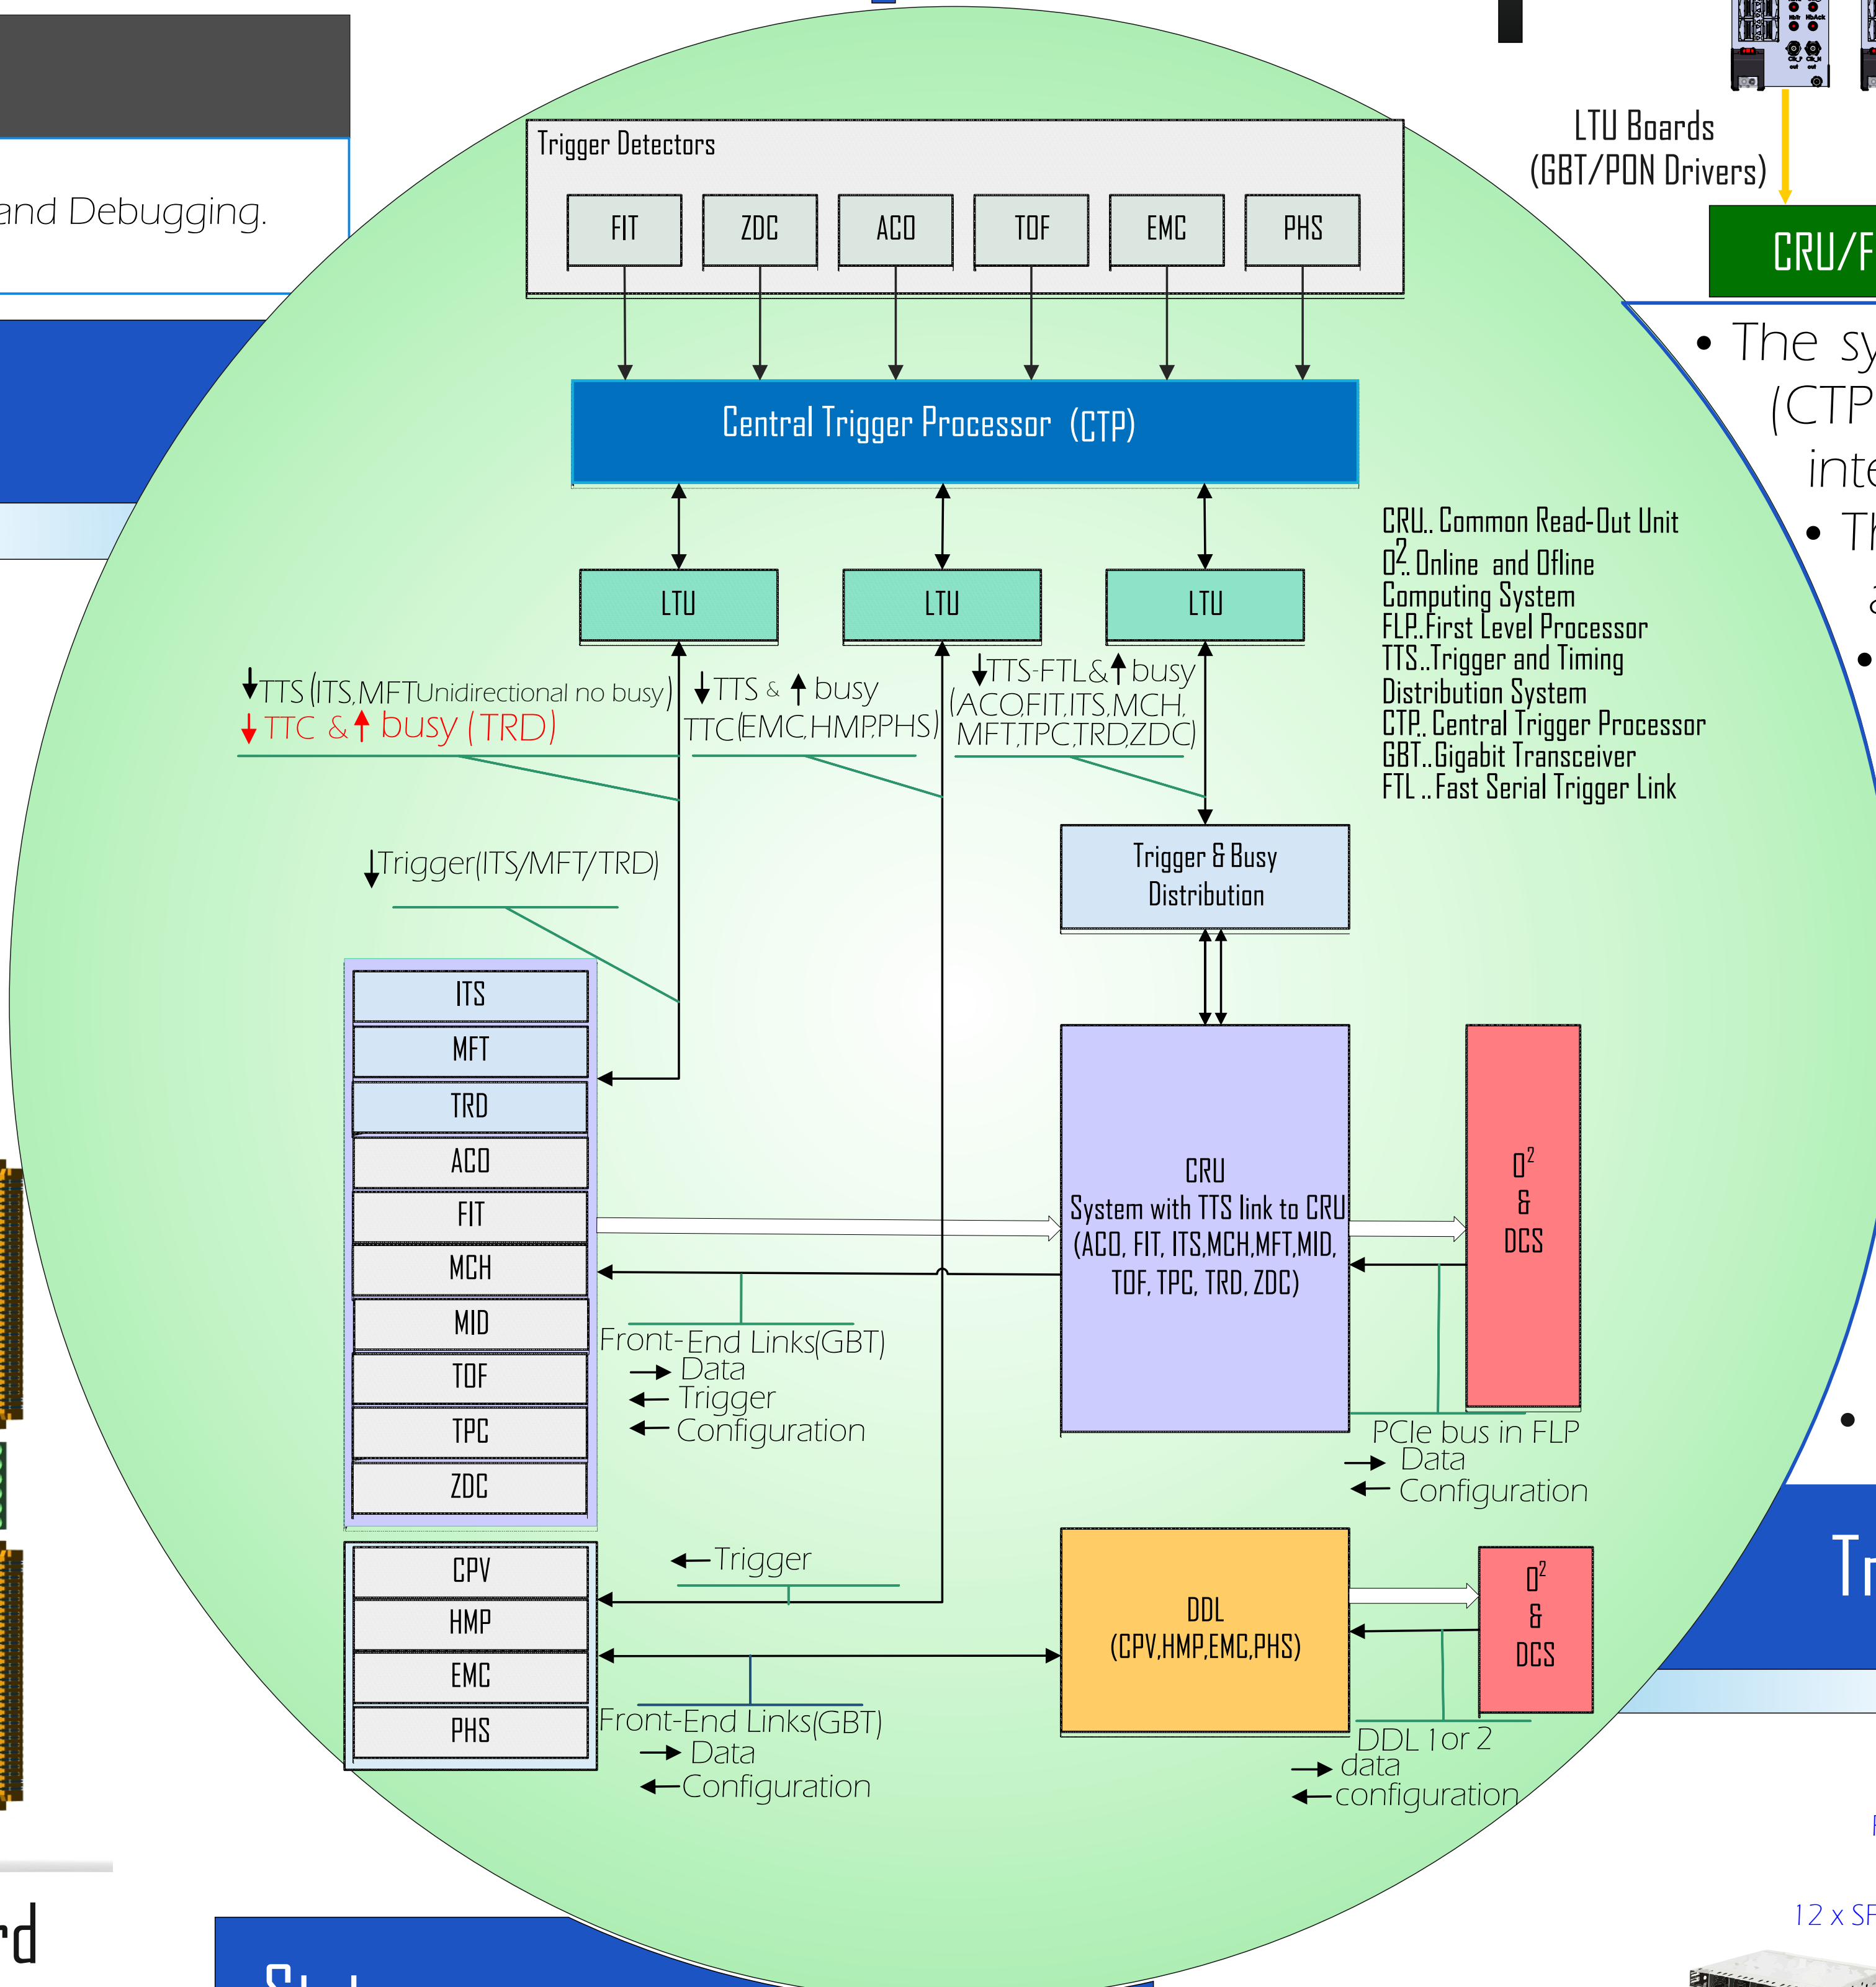 and Debugging.
LTU Boards
(GBT/PON Drivers)
CRU/F
Trigger Detectors
FIT
ZDC
ACO
TOF
EMC
PHS
Central Trigger Processor (CTP)
LTU
LTU
LTU
CRU.. Common Read-Out Unit
O².. Online and Ofline
Computing System
FLP..First Level Processor
TTS..Trigger and Timing
Distribution System
CTP.. Central Trigger Processor
GBT..Gigabit Transceiver
FTL ..Fast Serial Trigger Link
↓TTS (ITS,MFTUnidirectional no busy)
↓ TTC & ↑ busy (TRD)
↓TTS & ↑ busy
TTC(EMC,HMP,PHS)
↓TTS-FTL&↑ busy
(ACO,FIT,ITS,MCH,
MFT,TPC,TRD,ZDC)
↓Trigger(ITS/MFT/TRD)
Trigger & Busy
Distribution
ITS
MFT
TRD
ACO
FIT
MCH
MID
TOF
TPC
ZDC
CRU
System with TTS link to CRU
(ACO, FIT, ITS,MCH,MFT,MID,
TOF, TPC, TRD, ZDC)
O²
&
DCS
Front-End Links(GBT)
→ Data
← Trigger
← Configuration
PCIe bus in FLP
→ Data
← Configuration
CPV
HMP
EMC
PHS
←Trigger
DDL
(CPV,HMP,EMC,PHS)
O²
&
DCS
Front-End Links(GBT)
→ Data
←Configuration
DDL 1or 2
→ data
←configuration
• The sy
(CTP
inte
• Th
a
•
•
Tr
12 x SF
rd
Stat